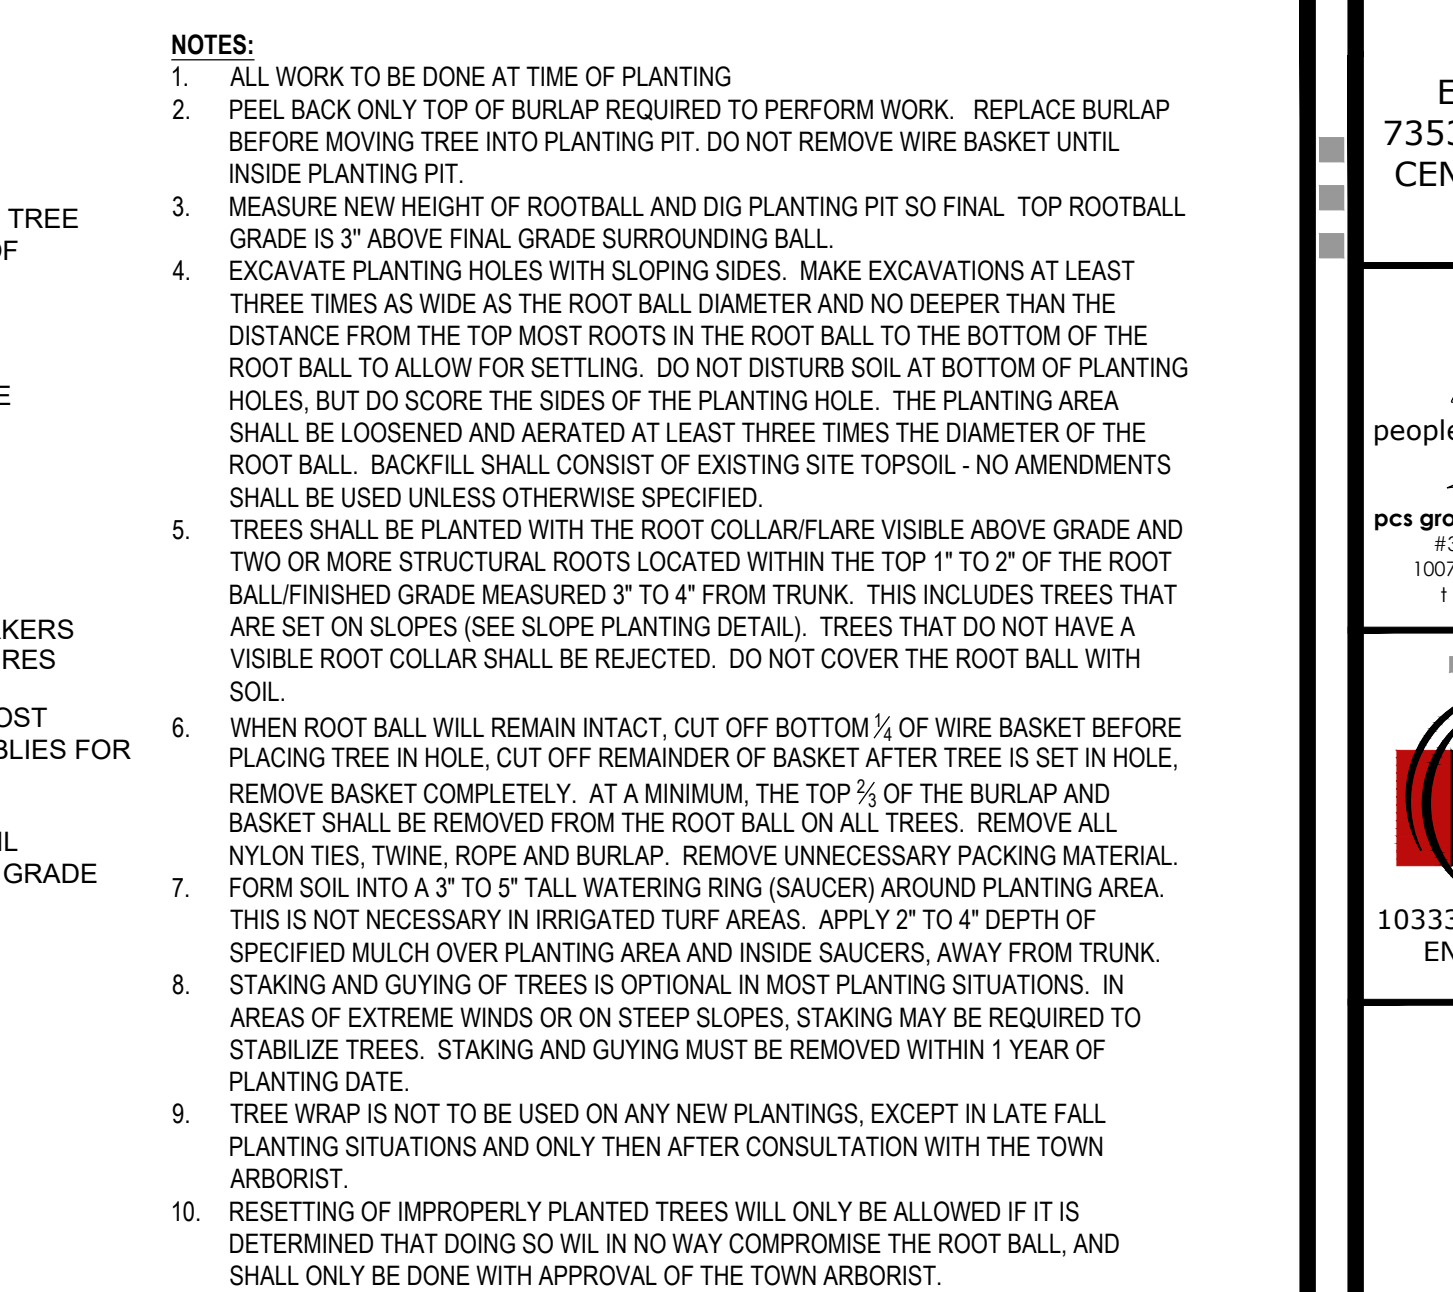 TREE
OF
E
KERS
RES
OST
BLIES FOR
IL
GRADE
NOTES:
1. ALL WORK TO BE DONE AT TIME OF PLANTING
2. PEEL BACK ONLY TOP OF BURLAP REQUIRED TO PERFORM WORK. REPLACE BURLAP
BEFORE MOVING TREE INTO PLANTING PIT. DO NOT REMOVE WIRE BASKET UNTIL
INSIDE PLANTING PIT.
3. MEASURE NEW HEIGHT OF ROOTBALL AND DIG PLANTING PIT SO FINAL TOP ROOTBALL
GRADE IS 3" ABOVE FINAL GRADE SURROUNDING BALL.
4. EXCAVATE PLANTING HOLES WITH SLOPING SIDES. MAKE EXCAVATIONS AT LEAST
THREE TIMES AS WIDE AS THE ROOT BALL DIAMETER AND NO DEEPER THAN THE
DISTANCE FROM THE TOP MOST ROOTS IN THE ROOT BALL TO THE BOTTOM OF THE
ROOT BALL TO ALLOW FOR SETTLING. DO NOT DISTURB SOIL AT BOTTOM OF PLANTING
HOLES, BUT DO SCORE THE SIDES OF THE PLANTING HOLE. THE PLANTING AREA
SHALL BE LOOSENED AND AERATED AT LEAST THREE TIMES THE DIAMETER OF THE
ROOT BALL. BACKFILL SHALL CONSIST OF EXISTING SITE TOPSOIL - NO AMENDMENTS
SHALL BE USED UNLESS OTHERWISE SPECIFIED.
5. TREES SHALL BE PLANTED WITH THE ROOT COLLAR/FLARE VISIBLE ABOVE GRADE AND
TWO OR MORE STRUCTURAL ROOTS LOCATED WITHIN THE TOP 1" TO 2" OF THE ROOT
BALL/FINISHED GRADE MEASURED 3" TO 4" FROM TRUNK. THIS INCLUDES TREES THAT
ARE SET ON SLOPES (SEE SLOPE PLANTING DETAIL). TREES THAT DO NOT HAVE A
VISIBLE ROOT COLLAR SHALL BE REJECTED. DO NOT COVER THE ROOT BALL WITH
SOIL.
6. WHEN ROOT BALL WILL REMAIN INTACT, CUT OFF BOTTOM ¼ OF WIRE BASKET BEFORE
PLACING TREE IN HOLE, CUT OFF REMAINDER OF BASKET AFTER TREE IS SET IN HOLE,
REMOVE BASKET COMPLETELY. AT A MINIMUM, THE TOP ⅔ OF THE BURLAP AND
BASKET SHALL BE REMOVED FROM THE ROOT BALL ON ALL TREES. REMOVE ALL
NYLON TIES, TWINE, ROPE AND BURLAP. REMOVE UNNECESSARY PACKING MATERIAL.
7. FORM SOIL INTO A 3" TO 5" TALL WATERING RING (SAUCER) AROUND PLANTING AREA.
THIS IS NOT NECESSARY IN IRRIGATED TURF AREAS. APPLY 2" TO 4" DEPTH OF
SPECIFIED MULCH OVER PLANTING AREA AND INSIDE SAUCERS, AWAY FROM TRUNK.
8. STAKING AND GUYING OF TREES IS OPTIONAL IN MOST PLANTING SITUATIONS. IN
AREAS OF EXTREME WINDS OR ON STEEP SLOPES, STAKING MAY BE REQUIRED TO
STABILIZE TREES. STAKING AND GUYING MUST BE REMOVED WITHIN 1 YEAR OF
PLANTING DATE.
9. TREE WRAP IS NOT TO BE USED ON ANY NEW PLANTINGS, EXCEPT IN LATE FALL
PLANTING SITUATIONS AND ONLY THEN AFTER CONSULTATION WITH THE TOWN
ARBORIST.
10. RESETTING OF IMPROPERLY PLANTED TREES WILL ONLY BE ALLOWED IF IT IS
DETERMINED THAT DOING SO WIL IN NO WAY COMPROMISE THE ROOT BALL, AND
SHALL ONLY BE DONE WITH APPROVAL OF THE TOWN ARBORIST.
E
7353
CEN
people
pcs gro
#3
1007
t
10333
EN